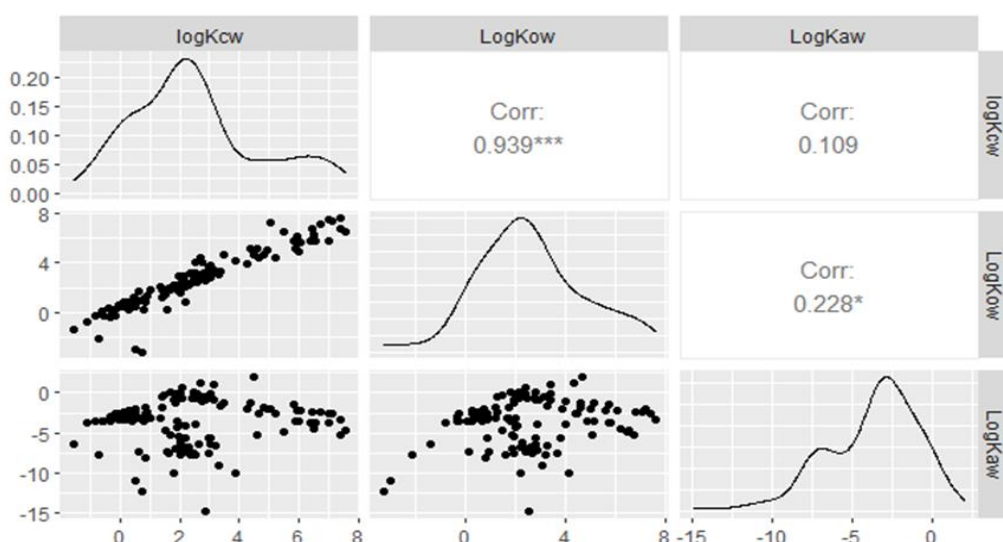 logKcw LogKow LogKaw
0.20
0.15
0.10
0.05
0.00
Corr:
0.939***
Corr:
0.109
logKcw
8
4
0
Corr:
0.228*
LogKow
0
-5
-10
-15
LogKaw
0 2 4 6 8 0 4 8 -15 -10 -5 0